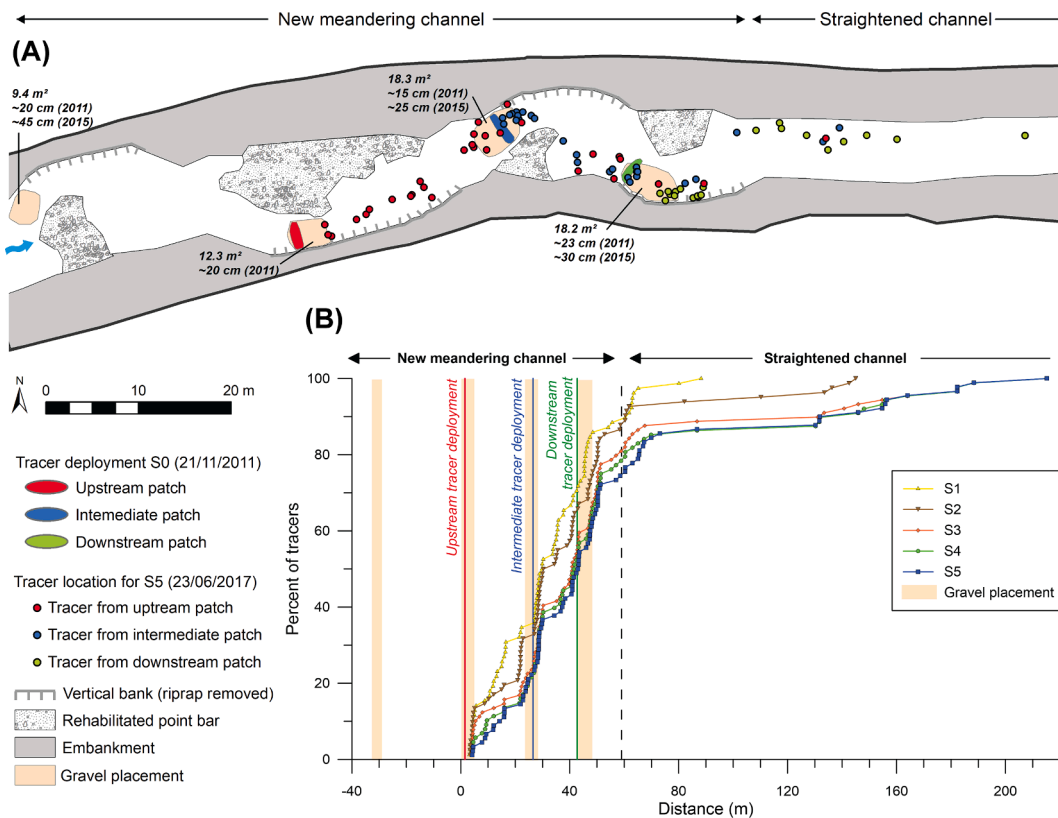 New meandering channel
Straightened channel
(A)
9.4 m²
~20 cm (2011)
~45 cm (2015)
18.3 m²
~15 cm (2011)
~25 cm (2015)
12.3 m²
~20 cm (2011)
18.2 m²
~23 cm (2011)
~30 cm (2015)
N
0
10
20 m
Tracer deployment S0 (21/11/2011)
Upstream patch
Intemediate patch
Downstream patch
Tracer location for S5 (23/06/2017)
Tracer from uptream patch
Tracer from intermediate patch
Tracer from downstream patch
Vertical bank (riprap removed)
Rehabilitated point bar
Embankment
Gravel placement
(B)
New meandering channel
Straightened channel
100
80
60
40
20
0
Percent of tracers
Upstream tracer deployment
Intermediate tracer deployment
Downstream
tracer deployment
S1
S2
S3
S4
S5
Gravel placement
-40
0
40
80
120
160
200
Distance (m)